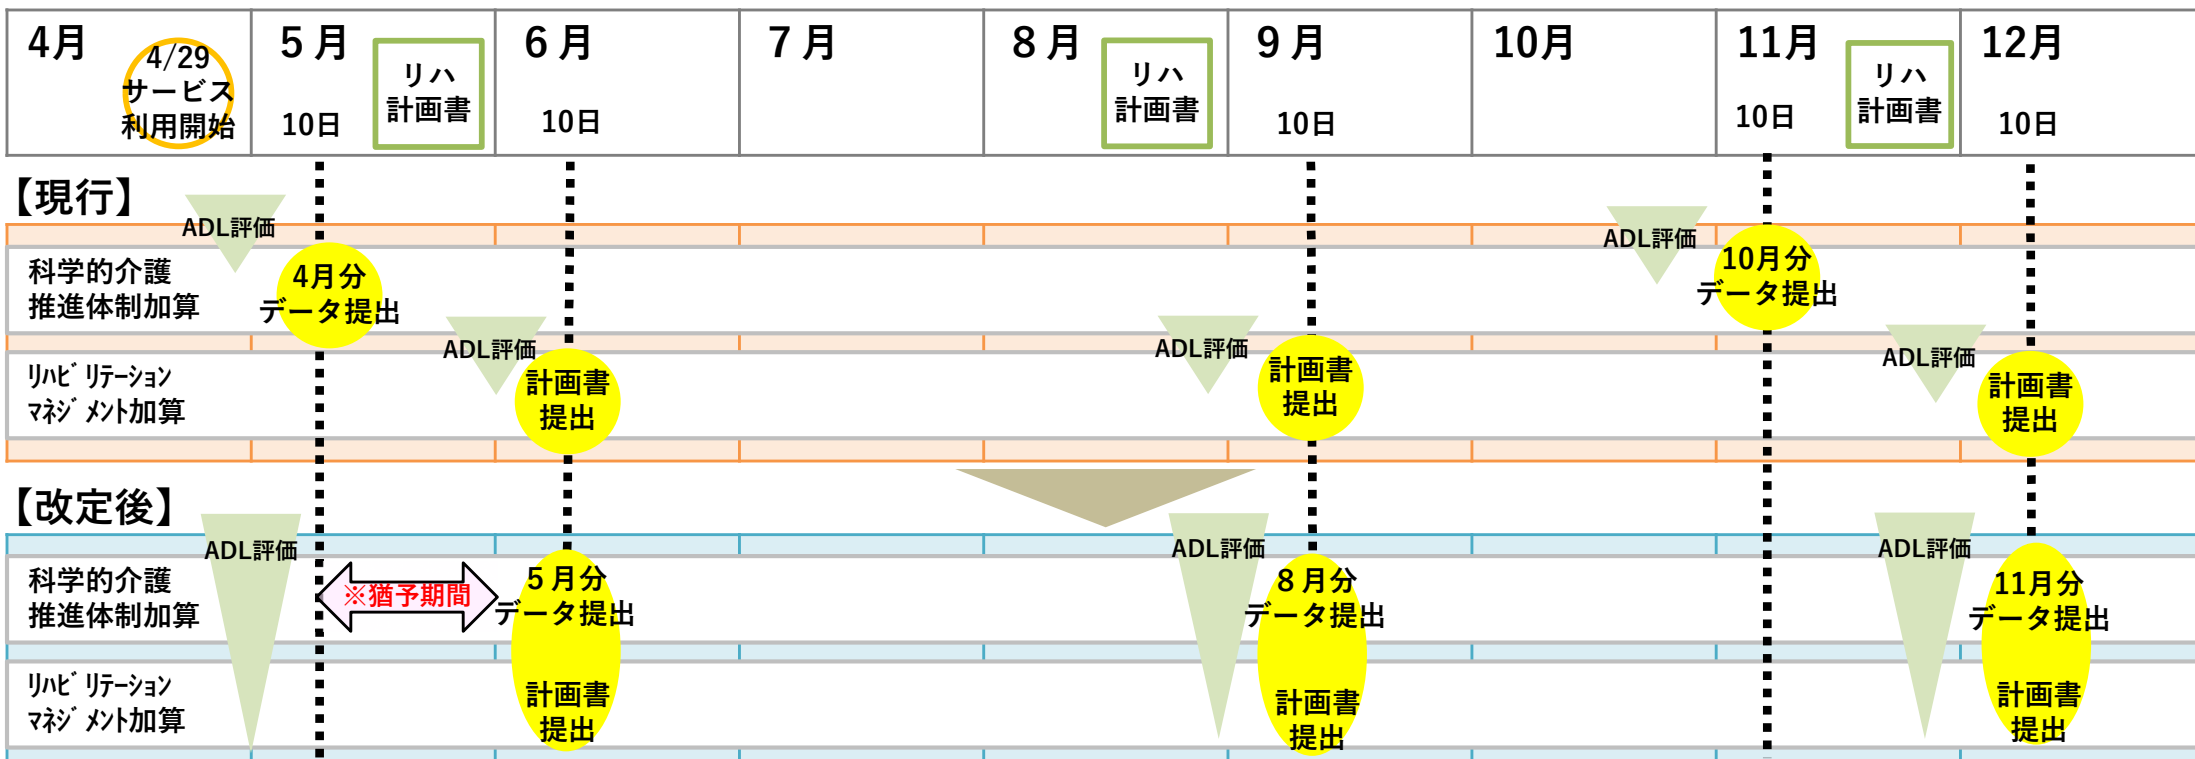 4月
4/29
サービス
利用開始
5月
10日
リハ
計画書
6月
10日
7月
8月
リハ
計画書
9月
10日
10月
11月
10日
リハ
計画書
12月
10日
【現行】
ADL評価
ADL評価
科学的介護
推進体制加算
4月分
データ提出
10月分
データ提出
ADL評価
ADL評価
ADL評価
ﾘﾊﾋﾞﾘﾃｰｼｮﾝ
ﾏﾈｼﾞﾒﾝﾄ加算
計画書
提出
計画書
提出
計画書
提出
【改定後】
ADL評価
ADL評価
ADL評価
科学的介護
推進体制加算
※猶予期間
5月分
データ提出
8月分
データ提出
11月分
データ提出
ﾘﾊﾋﾞﾘﾃｰｼｮﾝ
ﾏﾈｼﾞﾒﾝﾄ加算
計画書
提出
計画書
提出
計画書
提出